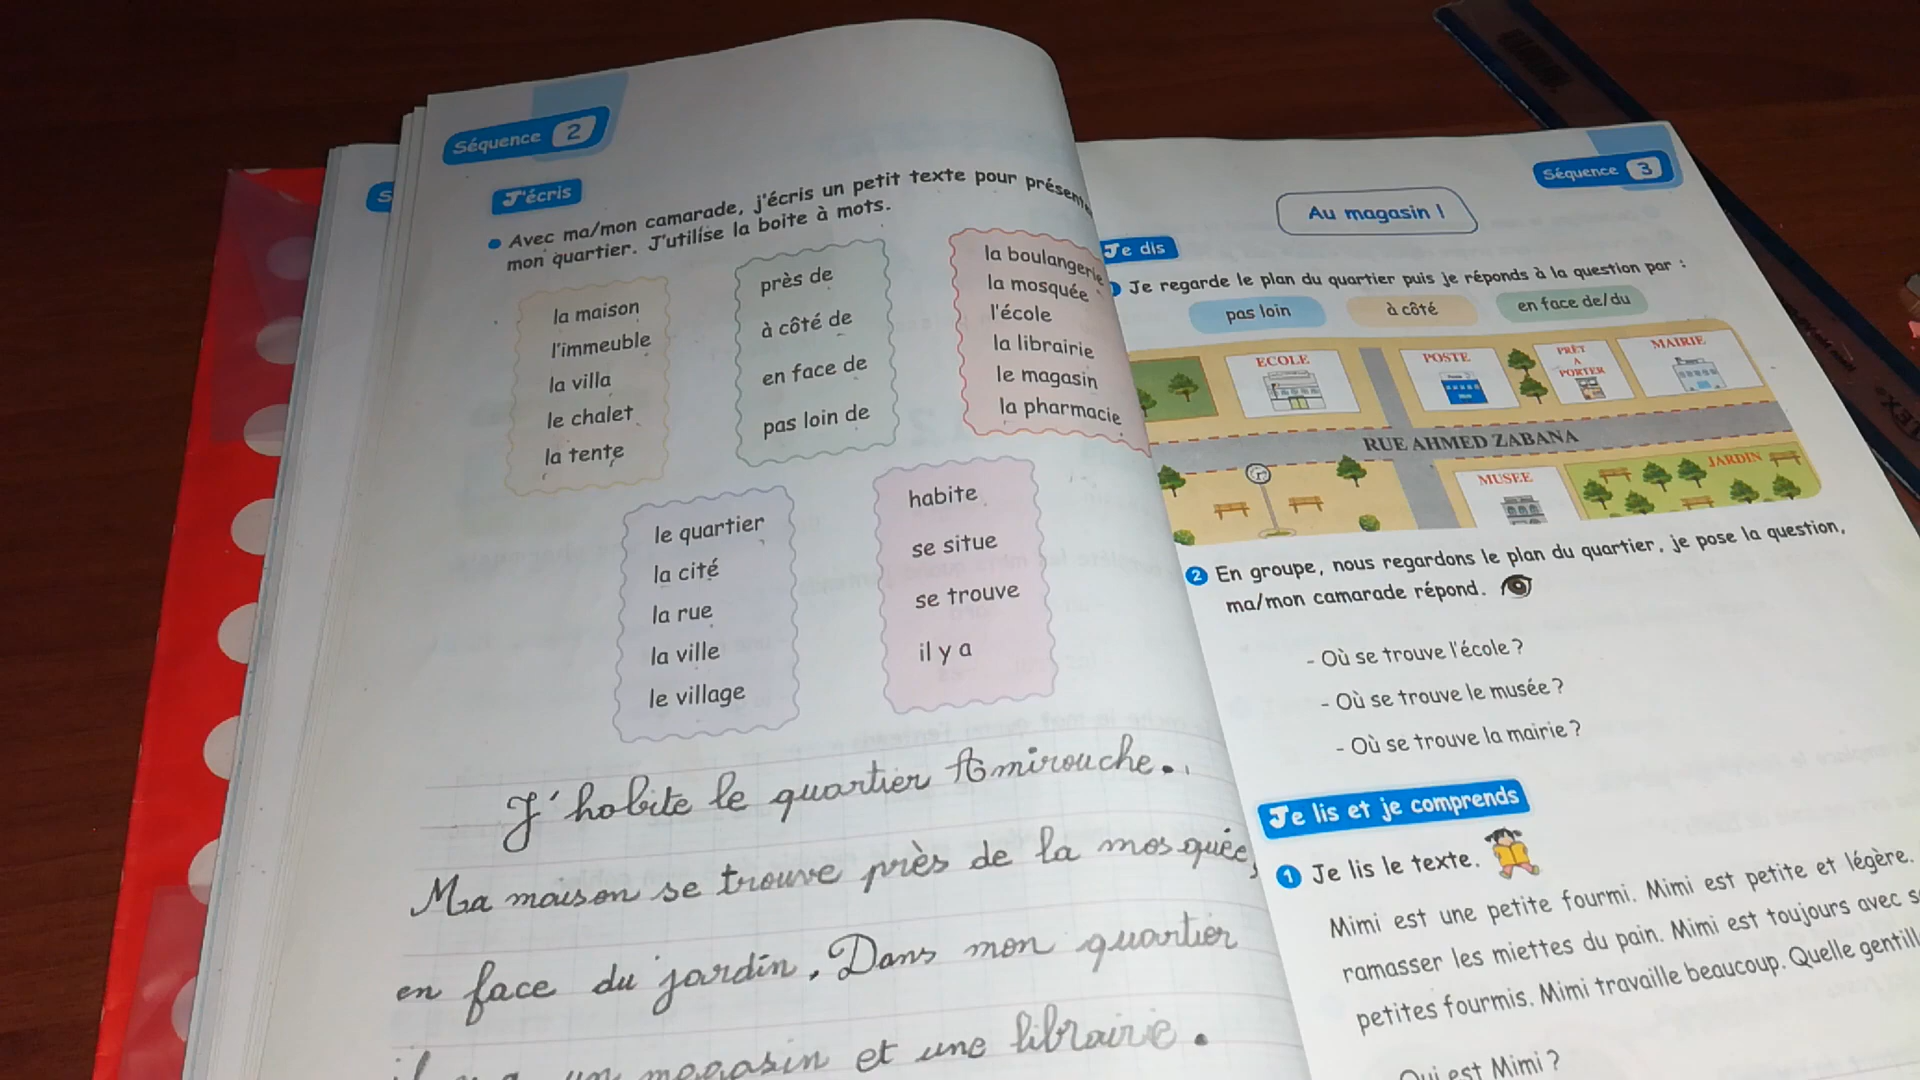 Séquence 2
J'écris
Avec ma/mon camarade, j'écris un petit texte pour
mon quartier. J'utilise la boite à mots.
la maison
l'immeuble
la villa
le chalet
la tente
près de
à côté de
en face de
pas loin de
la boulangerie
la mosquée
l'école
la librairie
le magasin
la pharmacie
le quartier
la cité
la rue
la ville
le village
habite
se situe
se trouve
il y a
J'habite le quartier Amirouche.
Ma maison se trouve près de la mosquée,
en face du jardin. Dans mon quartier
un magasin et une librairie.
Séquence 3
Au magasin !
Je dis
Je regarde le plan du quartier puis je réponds à la question par :
pas loin
à côté
en face de/du
ECOLE
POSTE
PRÊT
A
PORTER
MAIRIE
RUE AHMED ZABANA
MUSEE
JARDIN
2 En groupe, nous regardons le plan du quartier, je pose la question,
ma/mon camarade répond.
- Où se trouve l'école ?
- Où se trouve le musée ?
- Où se trouve la mairie ?
Je lis et je comprends
1 Je lis le texte.
Mimi est une petite fourmi. Mimi est petite et légère.
ramasser les miettes du pain. Mimi est toujours avec
petites fourmis. Mimi travaille beaucoup. Quelle
Qui est Mimi ?